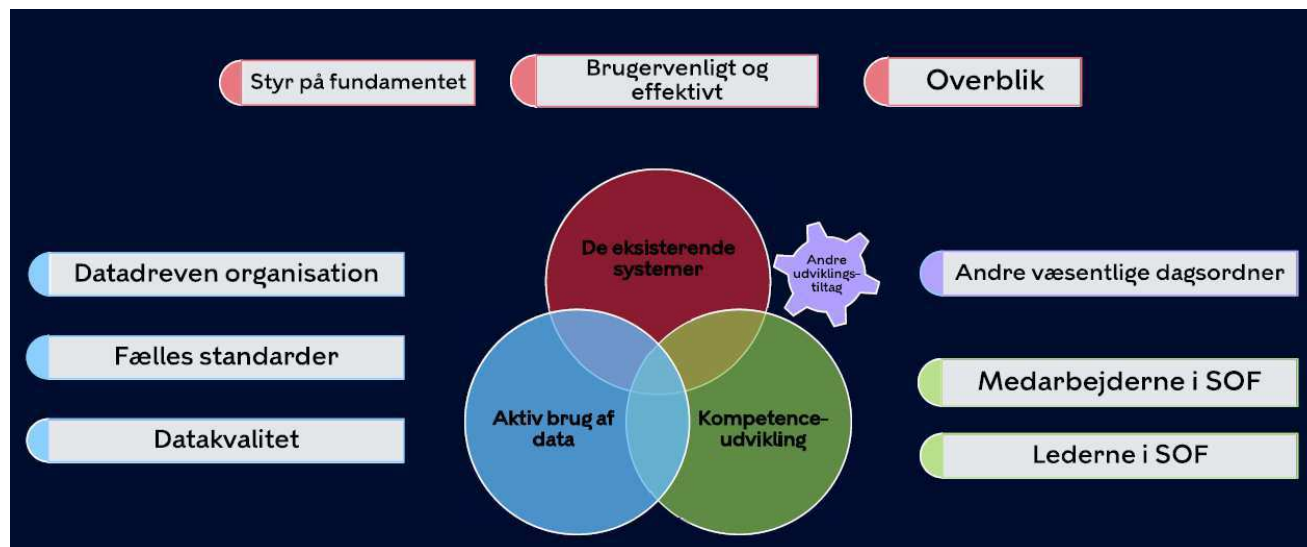 Styr på fundamentet
Brugervenligt og
effektivt
Overblik
De eksisterende
systemer
Andre
udviklings-
tiltag
Datadreven organisation
Fælles standarder
Datakvalitet
Aktiv brug af
data
Kompetence-
udvikling
Andre væsentlige dagsordner
Medarbejderne i SOF
Lederne i SOF